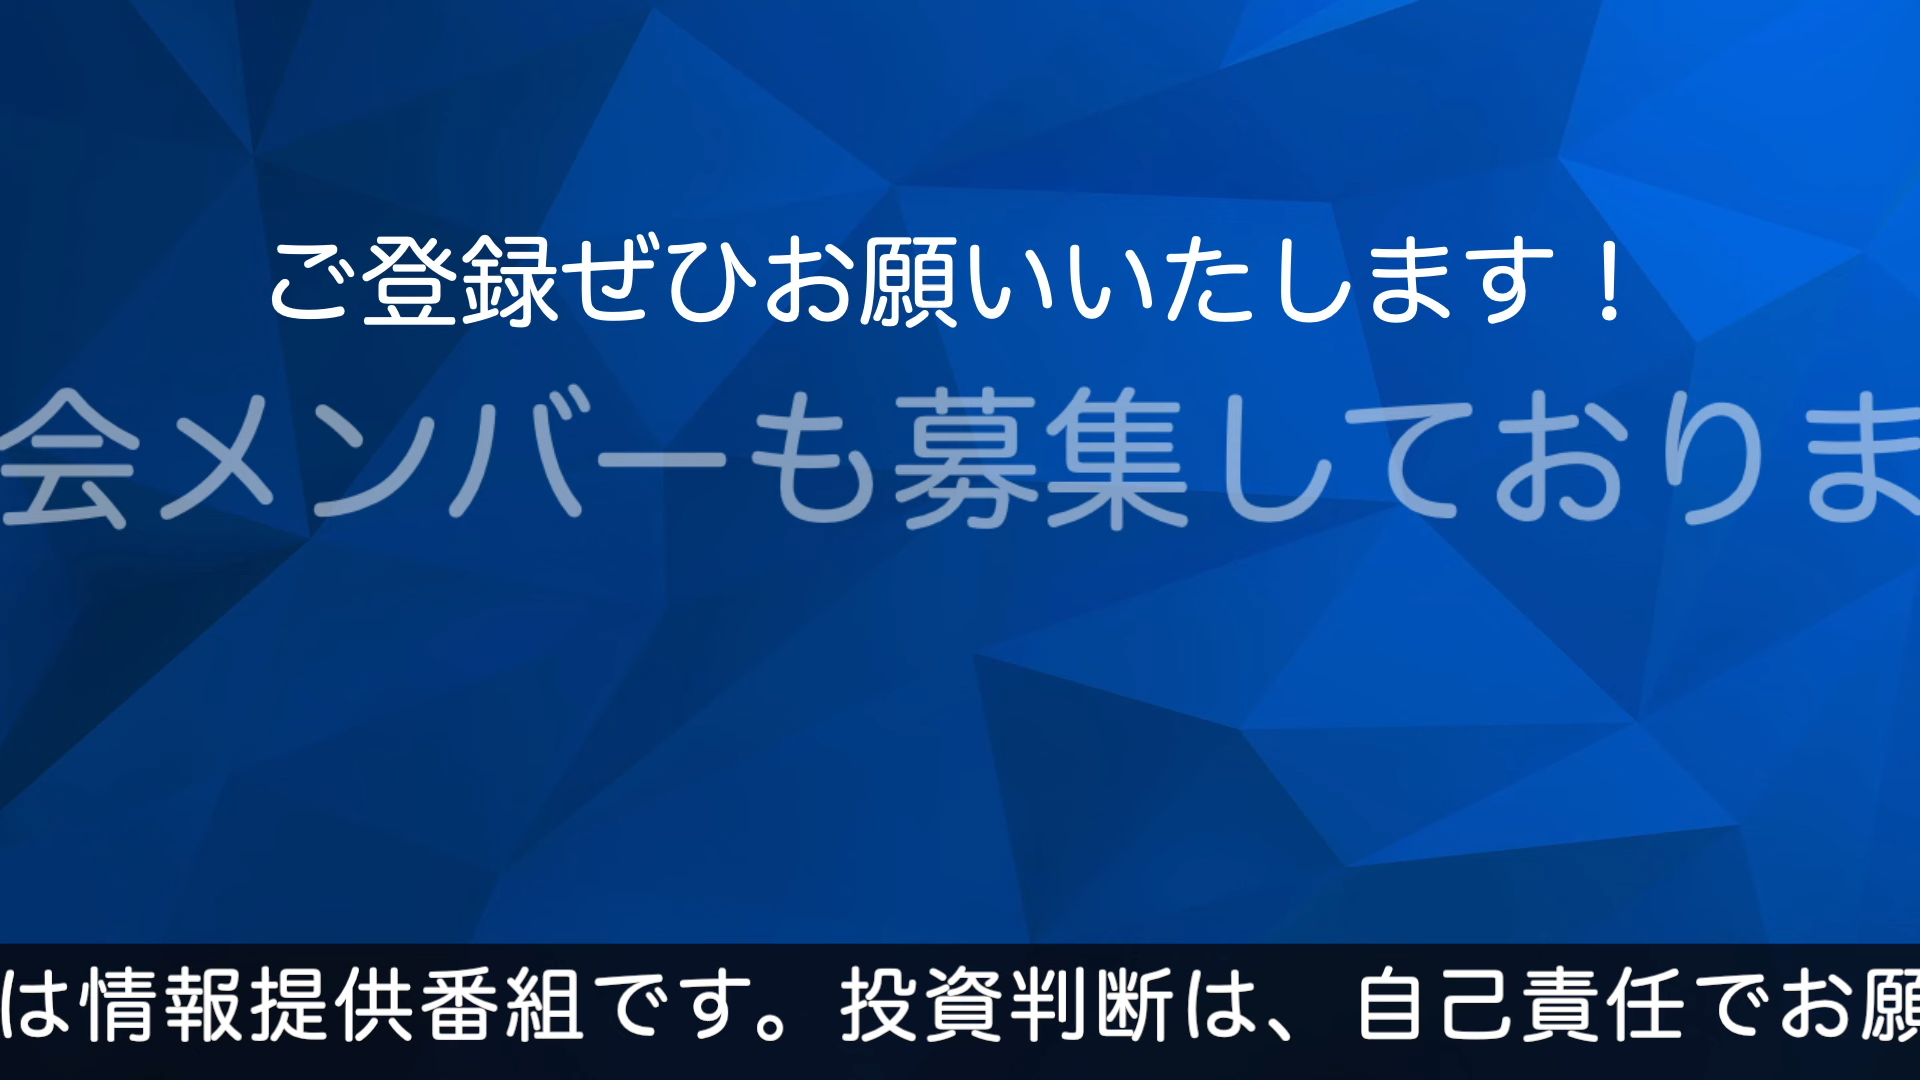 ご登録ぜひお願いいたします！
会メンバーも募集しておりま
は情報提供番組です。投資判断は、自己責任でお願